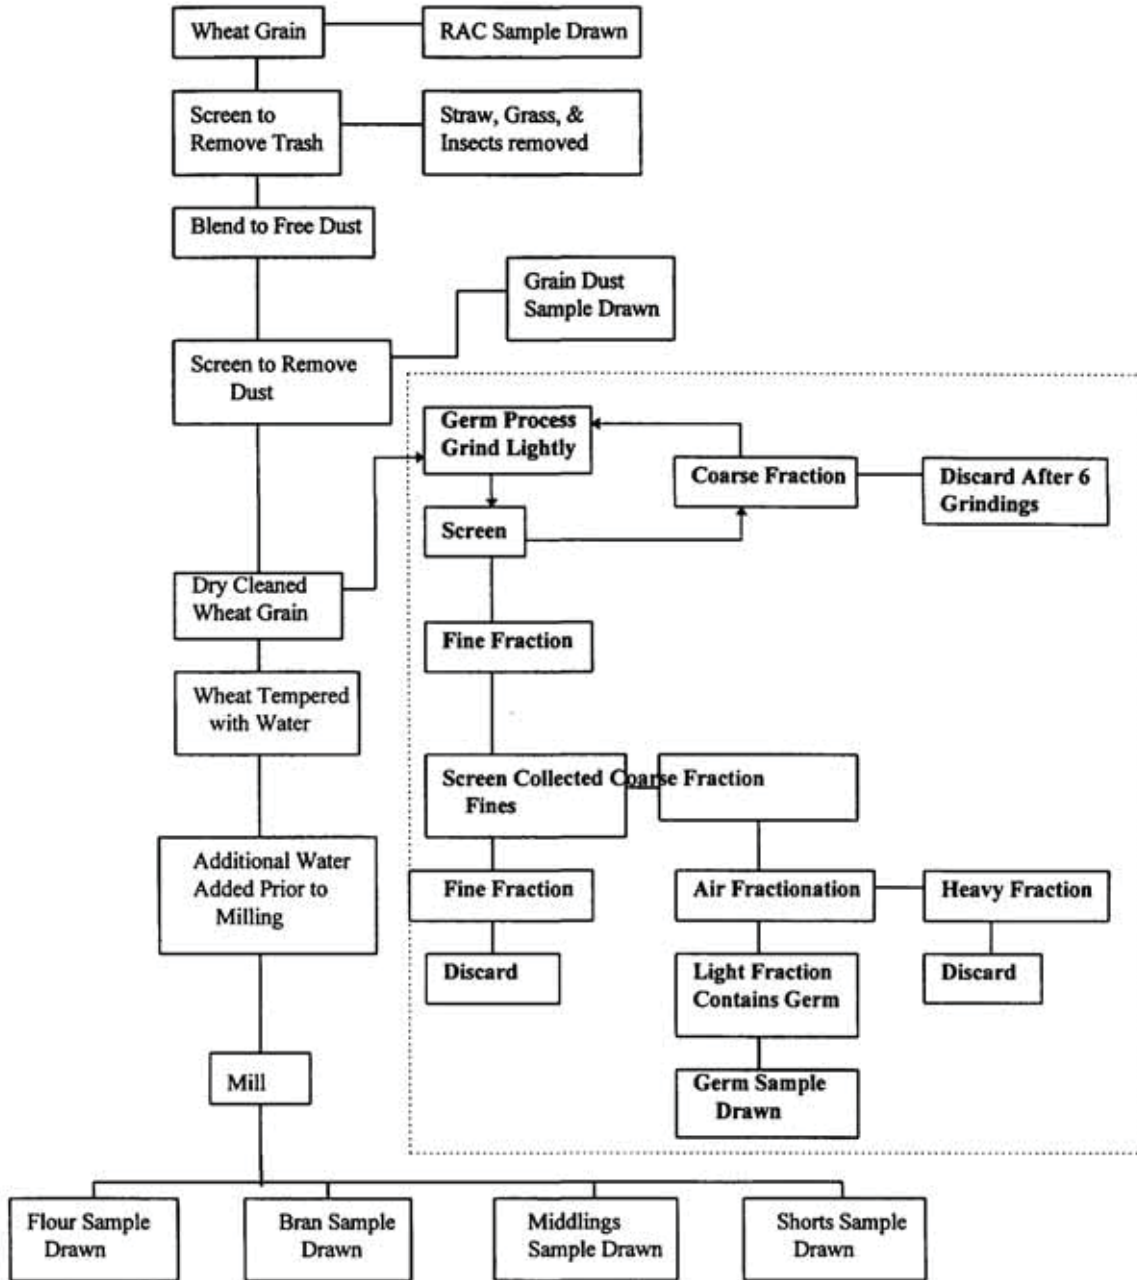 Wheat Grain
RAC Sample Drawn
Screen to
Remove Trash
Straw, Grass, &
Insects removed
Blend to Free Dust
Grain Dust
Sample Drawn
Screen to Remove
Dust
Germ Process
Grind Lightly
Coarse Fraction
Discard After 6
Grindings
Screen
Dry Cleaned
Wheat Grain
Fine Fraction
Wheat Tempered
with Water
Screen Collected Coarse Fraction
Fines
Additional Water
Added Prior to
Milling
Fine Fraction
Air Fractionation
Heavy Fraction
Discard
Light Fraction
Contains Germ
Discard
Germ Sample
Drawn
Mill
Flour Sample
Drawn
Bran Sample
Drawn
Middlings
Sample Drawn
Shorts Sample
Drawn